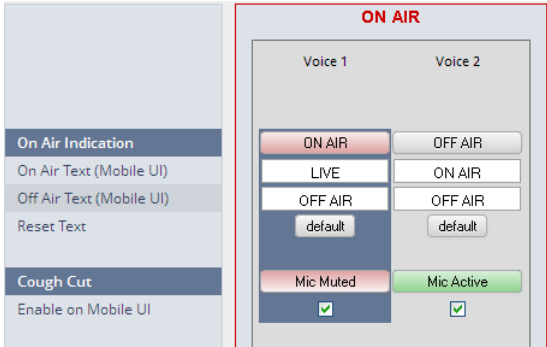 ON AIR
Voice 1 Voice 2
On Air Indication ON AIR OFF AIR
On Air Text (Mobile UI) LIVE ON AIR
Off Air Text (Mobile UI) OFF AIR OFF AIR
Reset Text default default
Cough Cut Mic Muted Mic Active
Enable on Mobile UI